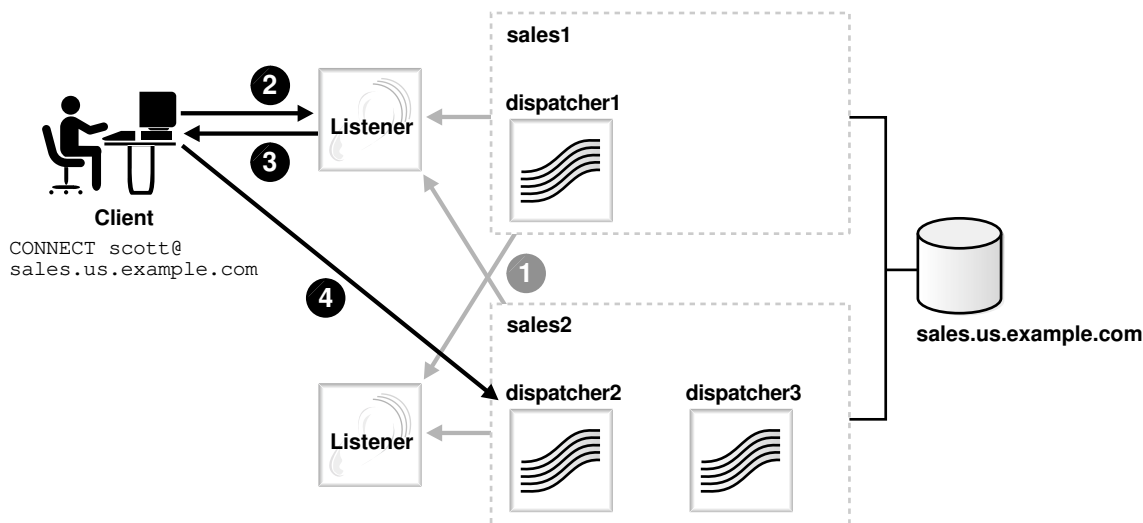 sales1
2
dispatcher1
Listener
3
Client
CONNECT scott@
sales.us.example.com
1
4
sales2
sales.us.example.com
dispatcher2
dispatcher3
Listener